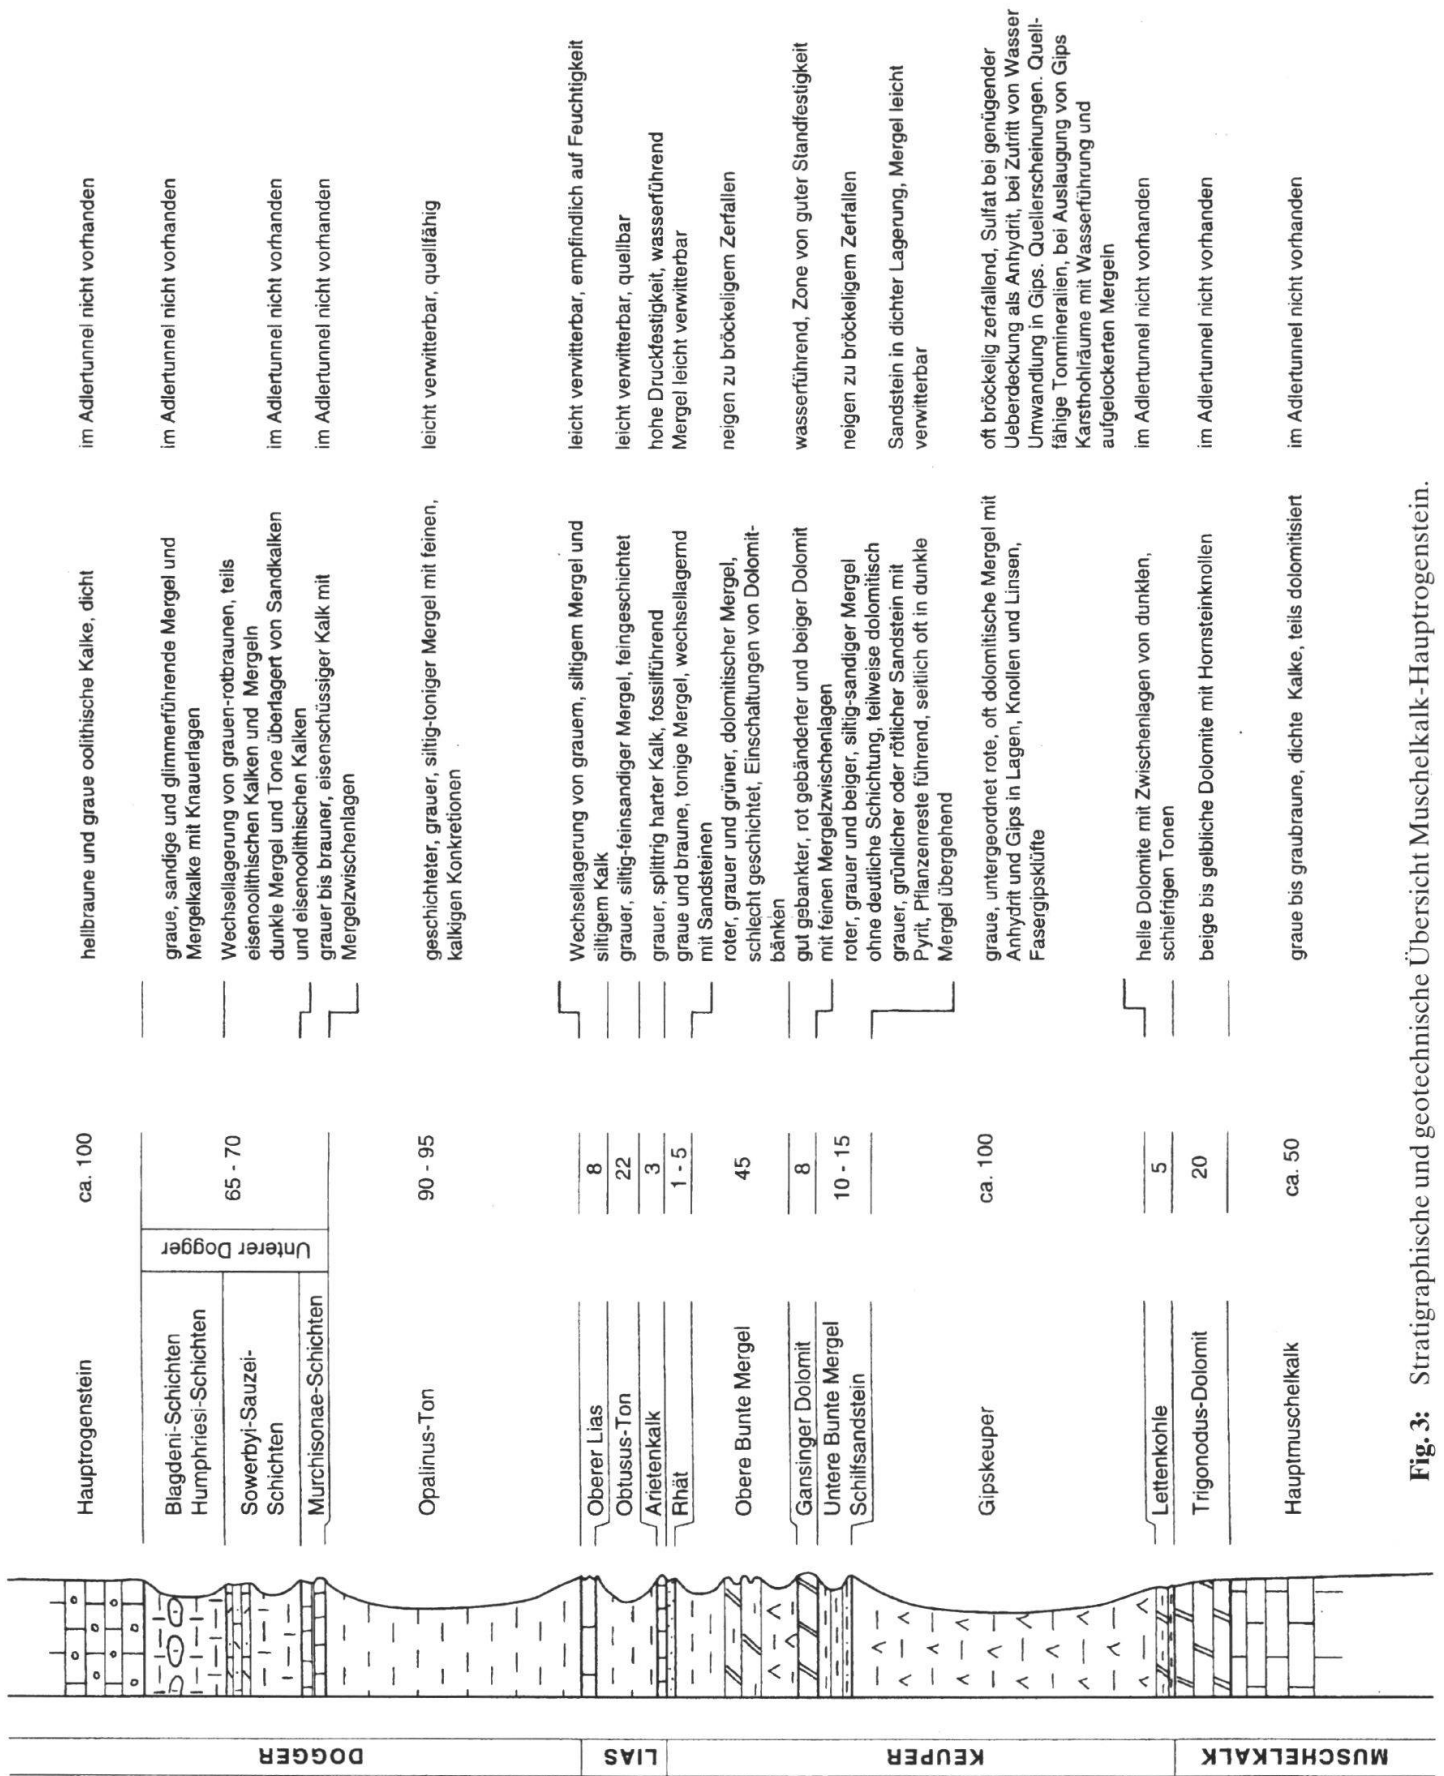 DOGGER
LIAS
KEUPER
MUSCHELKALK
Hauptrogenstein
ca. 100
hellbraune und graue oolithische Kalke, dicht
im Adlertunnel nicht vorhanden
Unterer Dogger
65 - 70
Blagdeni-Schichten
Humphriesi-Schichten
graue, sandige und glimmerführende Mergel und
Mergelkalke mit Knauerlagen
im Adlertunnel nicht vorhanden
Sowerbyi-Sauzei-
Schichten
Wechsellagerung von grauen-rotbraunen, teils
eisenoolithischen Kalken und Mergeln
dunkle Mergel und Tone überlagert von Sandkalken
und eisenoolithischen Kalken
im Adlertunnel nicht vorhanden
Murchisonae-Schichten
grauer bis brauner, eisenschüssiger Kalk mit
Mergelzwischenlagen
im Adlertunnel nicht vorhanden
Opalinus-Ton
90 - 95
geschichteter, grauer, siltig-toniger Mergel mit feinen,
kalkigen Konkretionen
leicht verwitterbar, quellfähig
Oberer Lias
8
Wechsellagerung von grauem, siltigem Mergel und
siltigem Kalk
leicht verwitterbar, empfindlich auf Feuchtigkeit
Obtusus-Ton
22
grauer, siltig-feinsandiger Mergel, feingeschichtet
leicht verwitterbar, quellbar
Arietenkalk
3
grauer, splittrig harter Kalk, fossilführend
hohe Druckfestigkeit, wasserführend
Rhät
1 - 5
graue und braune, tonige Mergel, wechsellagernd
mit Sandsteinen
Mergel leicht verwitterbar
Obere Bunte Mergel
45
roter, grauer und grüner, dolomitischer Mergel,
schlecht geschichtet, Einschaltungen von Dolomit-
bänken
neigen zu bröckeligem Zerfallen
Gansinger Dolomit
8
gut gebankter, rot gebänderter und beiger Dolomit
mit feinen Mergelzwischenlagen
wasserführend, Zone von guter Standfestigkeit
Untere Bunte Mergel
10 - 15
roter, grauer und beiger, siltig-sandiger Mergel
ohne deutliche Schichtung, teilweise dolomitisch
neigen zu bröckeligem Zerfallen
Schilfsandstein
grauer, grünlicher oder rötlicher Sandstein mit
Pyrit, Pflanzenreste führend, seitlich oft in dunkle
Mergel übergehend
Sandstein in dichter Lagerung, Mergel leicht
verwitterbar
Gipskeuper
ca. 100
graue, untergeordnet rote, oft dolomitische Mergel mit
Anhydrit und Gips in Lagen, Knollen und Linsen,
Fasergipsklüfte
oft bröckelig zerfallend, Sulfat bei genügender
Ueberdeckung als Anhydrit, bei Zutritt von Wasser
Umwandlung in Gips. Quellerscheinungen. Quell-
fähige Tonmineralien, bei Auslaugung von Gips
Karsthohlräume mit Wasserführung und
aufgelockerten Mergeln
Lettenkohle
5
helle Dolomite mit Zwischenlagen von dunklen,
schiefrigen Tonen
im Adlertunnel nicht vorhanden
Trigonodus-Dolomit
20
beige bis gelbliche Dolomite mit Hornsteinknollen
im Adlertunnel nicht vorhanden
Hauptmuschelkalk
ca. 50
graue bis graubraune, dichte Kalke, teils dolomitisiert
im Adlertunnel nicht vorhanden
Fig. 3: Stratigraphische und geotechnische Übersicht Muschelkalk-Hauptrogenstein.